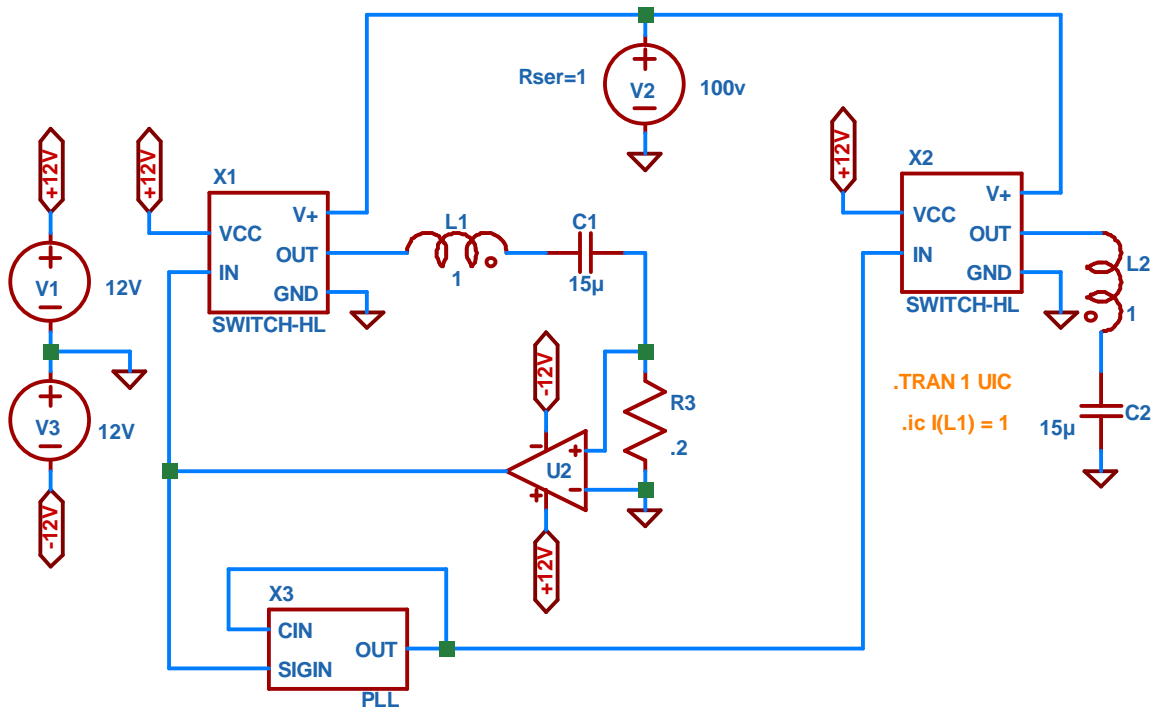 Rser=1
V2
100v
+12V
+12V
+12V
X1
V+
VCC
OUT
IN
GND
SWITCH-HL
L1
1
C1
15µ
X2
V+
VCC
OUT
IN
GND
SWITCH-HL
L2
1
V1
12V
V3
12V
-12V
-12V
R3
.2
U2
+12V
.TRAN 1 UIC
.ic I(L1) = 1
C2
15µ
X3
CIN
OUT
SIGIN
PLL